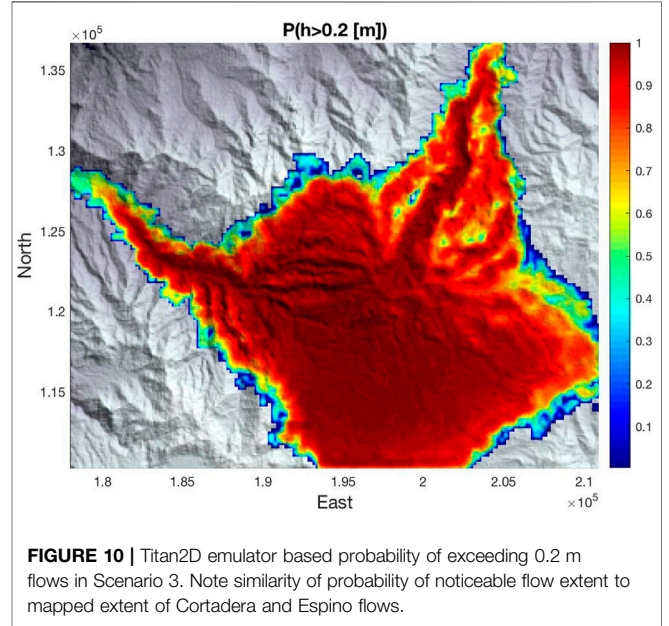 P(h>0.2 [m])
×10⁵
1.35
1.3
1.25
1.2
1.15
North
1.8 1.85 1.9 1.95 2 2.05 2.1
East
×10⁵
1
0.9
0.8
0.7
0.6
0.5
0.4
0.3
0.2
0.1
FIGURE 10 | Titan2D emulator based probability of exceeding 0.2 m
flows in Scenario 3. Note similarity of probability of noticeable flow extent to
mapped extent of Cortadera and Espino flows.